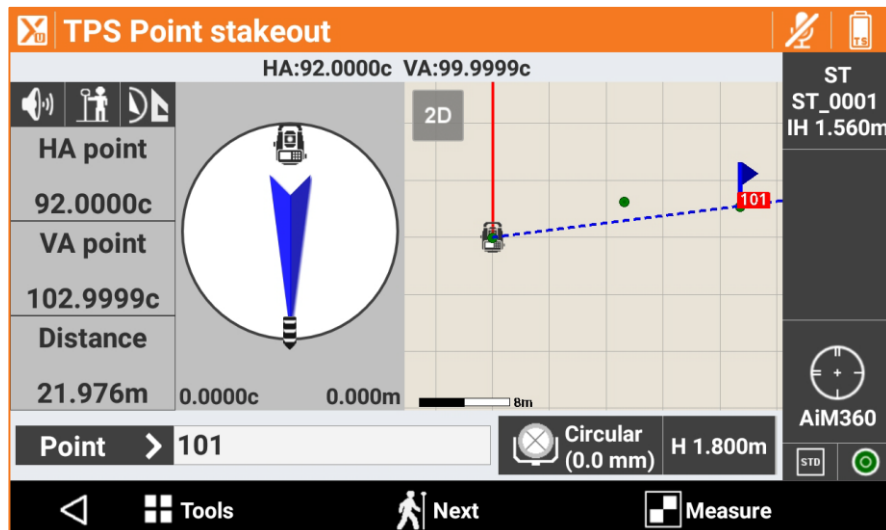 TPS Point stakeout
TS
HA:92.0000c VA:99.9999c
ST
ST_0001
IH 1.560m
2D
HA point
92.0000c
VA point
102.9999c
Distance
21.976m
0.0000c 0.000m
101
8m
AiM360
Point
101
Circular
(0.0 mm)
H 1.800m
STD
Tools
Next
Measure